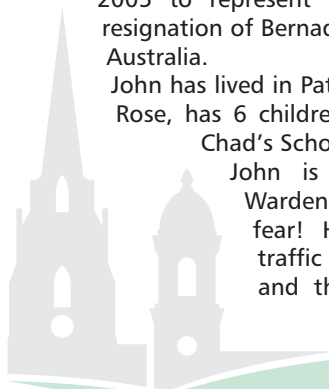 2005 to represent
resignation of Bernad
Australia.
John has lived in Pat
Rose, has 6 childre
Chad's Scho
John is
Warden
fear! H
traffic
and th